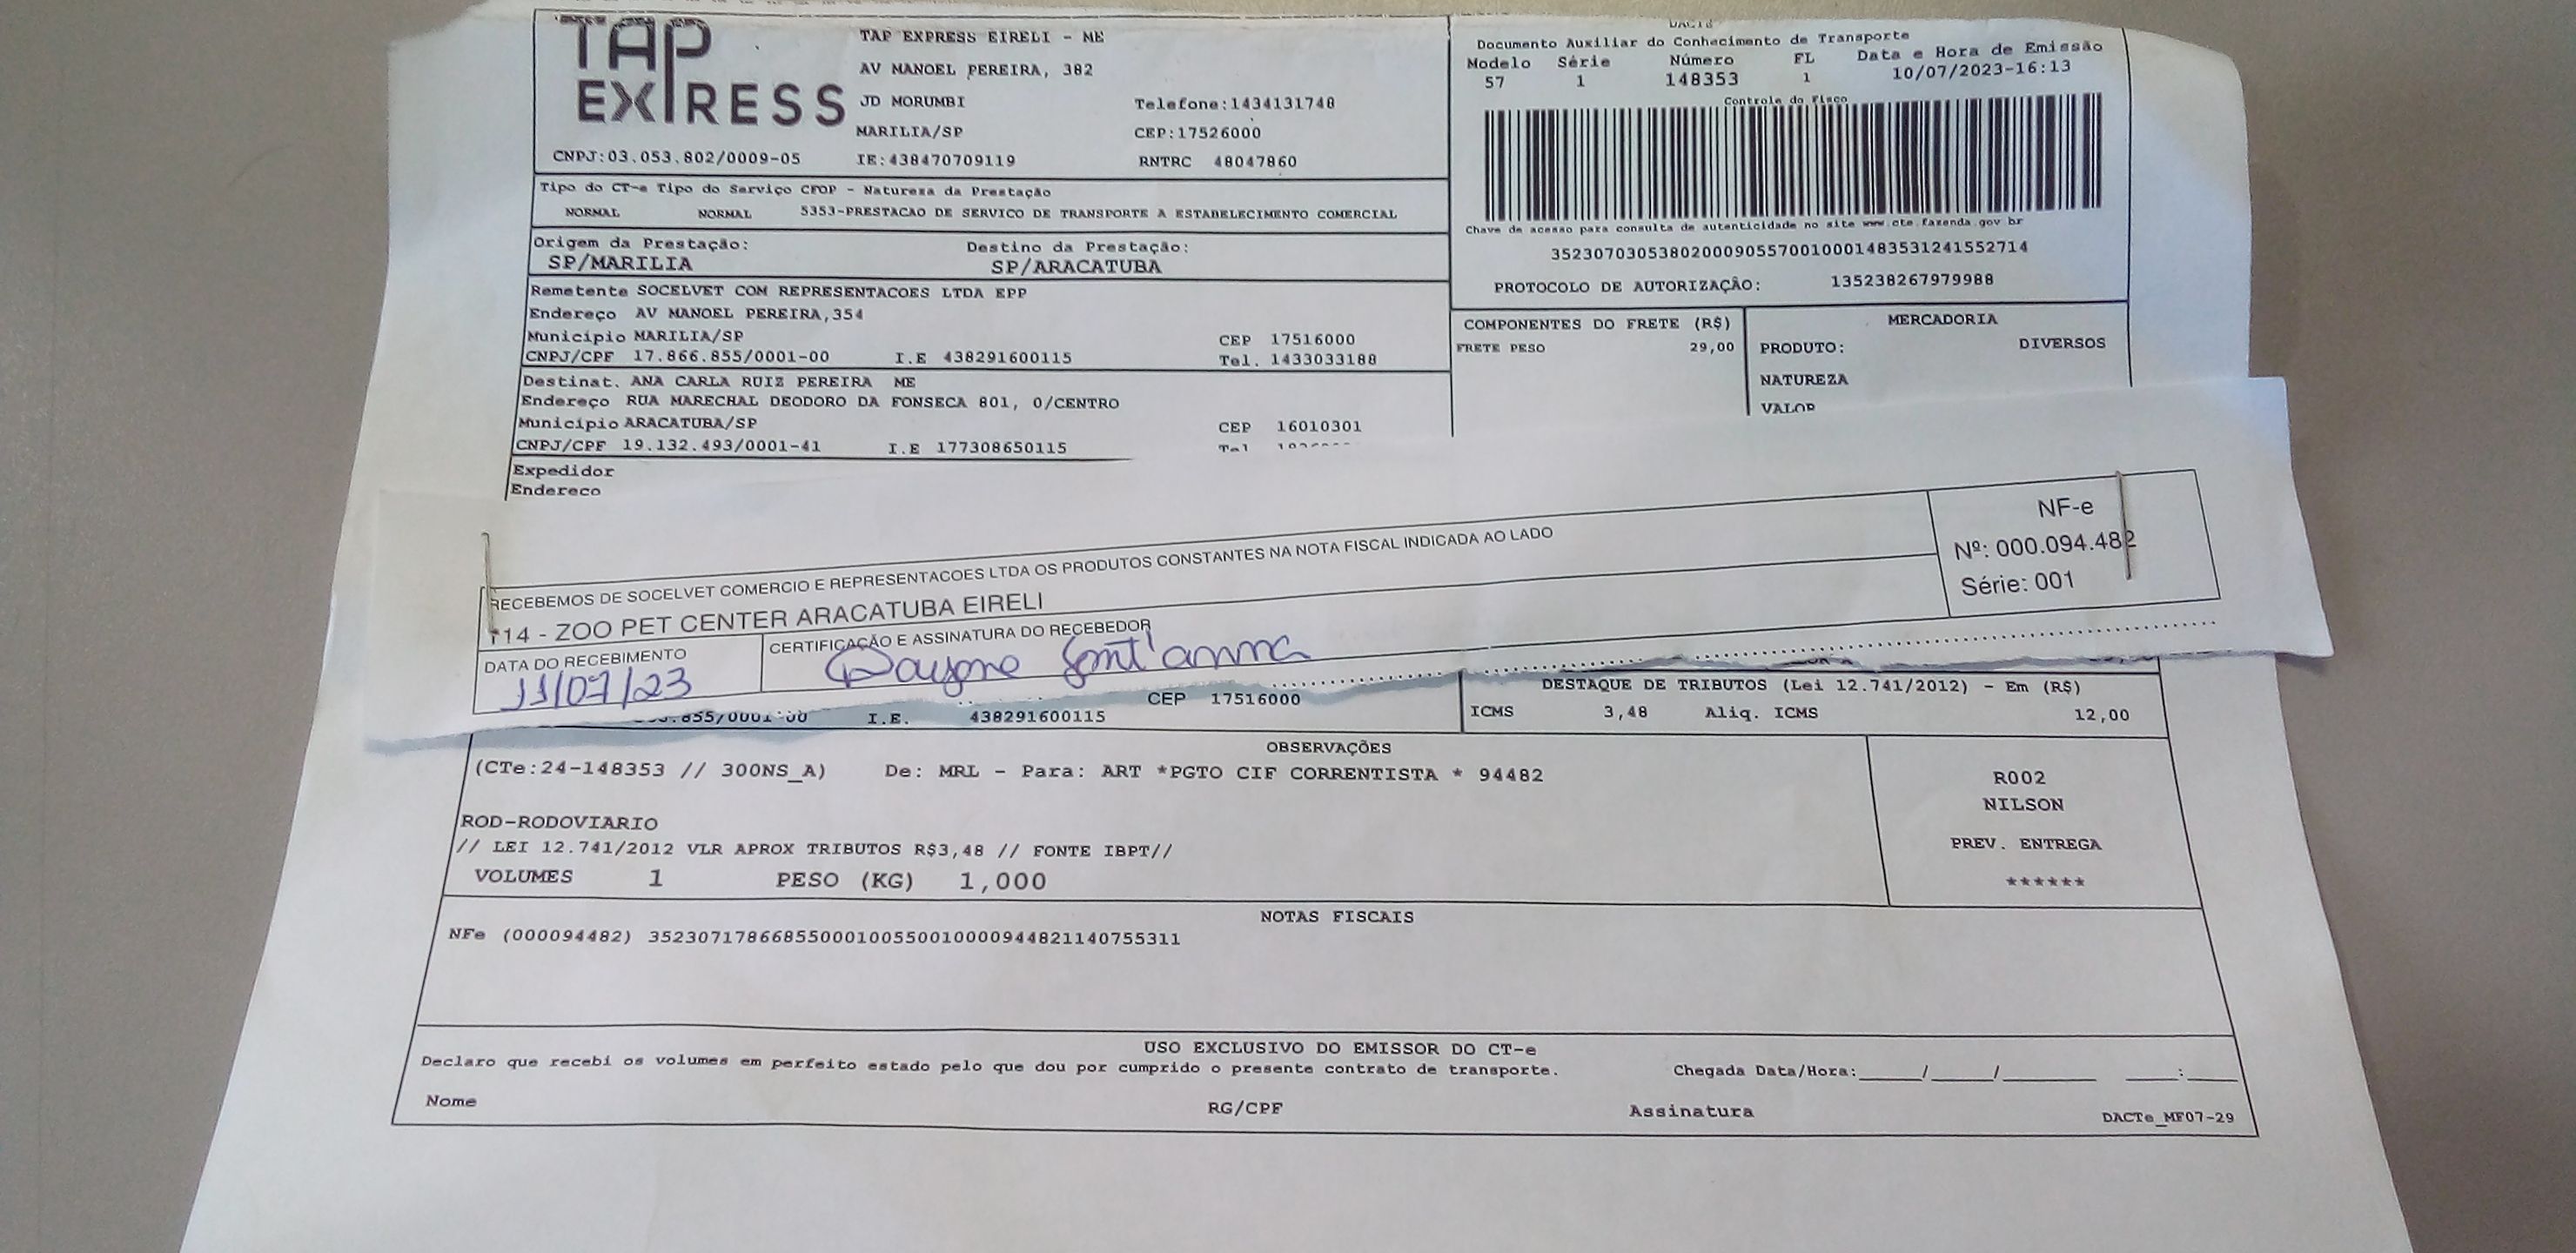 TAP EXPRESS
TAP EXPRESS EIRELI - ME
AV MANOEL PEREIRA, 382
JD MORUMBI Telefone:1434131748
MARILIA/SP CEP:17526000
CNPJ:03.053.802/0009-05 IE:438470709119 RNTRC 48047860
DACTE
Documento Auxiliar do Conhecimento de Transporte
Modelo Série Número FL Data e Hora de Emissão
57 1 148353 1 10/07/2023-16:13
Controle do Fisco
Chave de acesso para consulta de autenticidade no site www.cte.fazenda.gov.br
35230703053802000905570010001483531241552714
PROTOCOLO DE AUTORIZAÇÃO: 135238267979988
Tipo do CT-e Tipo do Serviço CFOP - Natureza da Prestação
NORMAL NORMAL 5353-PRESTACAO DE SERVICO DE TRANSPORTE A ESTABELECIMENTO COMERCIAL
Origem da Prestação: Destino da Prestação:
SP/MARILIA SP/ARACATUBA
Remetente SOCELVET COM REPRESENTACOES LTDA EPP
Endereço AV MANOEL PEREIRA,354
Município MARILIA/SP CEP 17516000
CNPJ/CPF 17.866.855/0001-00 I.E 438291600115 Tel. 1433033188
COMPONENTES DO FRETE (R$)
FRETE PESO 29,00
MERCADORIA
PRODUTO: DIVERSOS
NATUREZA
VALOR
Destinat. ANA CARLA RUIZ PEREIRA ME
Endereço RUA MARECHAL DEODORO DA FONSECA 801, 0/CENTRO
Município ARACATUBA/SP CEP 16010301
CNPJ/CPF 19.132.493/0001-41 I.E 177308650115 Tel
Expedidor
Endereco
RECEBEMOS DE SOCELVET COMERCIO E REPRESENTACOES LTDA OS PRODUTOS CONSTANTES NA NOTA FISCAL INDICADA AO LADO
114 - ZOO PET CENTER ARACATUBA EIRELI
NF-e
Nº: 000.094.482
Série: 001
DATA DO RECEBIMENTO CERTIFICAÇÃO E ASSINATURA DO RECEBEDOR
11/07/23 Dayane Sant'anna
CEP 17516000
.855/0001-00 I.E. 438291600115
DESTAQUE DE TRIBUTOS (Lei 12.741/2012) - Em (R$)
ICMS 3,48 Aliq. ICMS 12,00
OBSERVAÇÕES
(CTe:24-148353 // 300NS_A) De: MRL - Para: ART *PGTO CIF CORRENTISTA * 94482
ROD-RODOVIARIO
// LEI 12.741/2012 VLR APROX TRIBUTOS R$3,48 // FONTE IBPT//
VOLUMES 1 PESO (KG) 1,000
R002
NILSON
PREV. ENTREGA
******
NOTAS FISCAIS
NFe (000094482) 35230717866855000100550010000944821140755311
USO EXCLUSIVO DO EMISSOR DO CT-e
Declaro que recebi os volumes em perfeito estado pelo que dou por cumprido o presente contrato de transporte. Chegada Data/Hora:_____/_____/_______ ____:____
Nome RG/CPF Assinatura DACTe_MF07-29